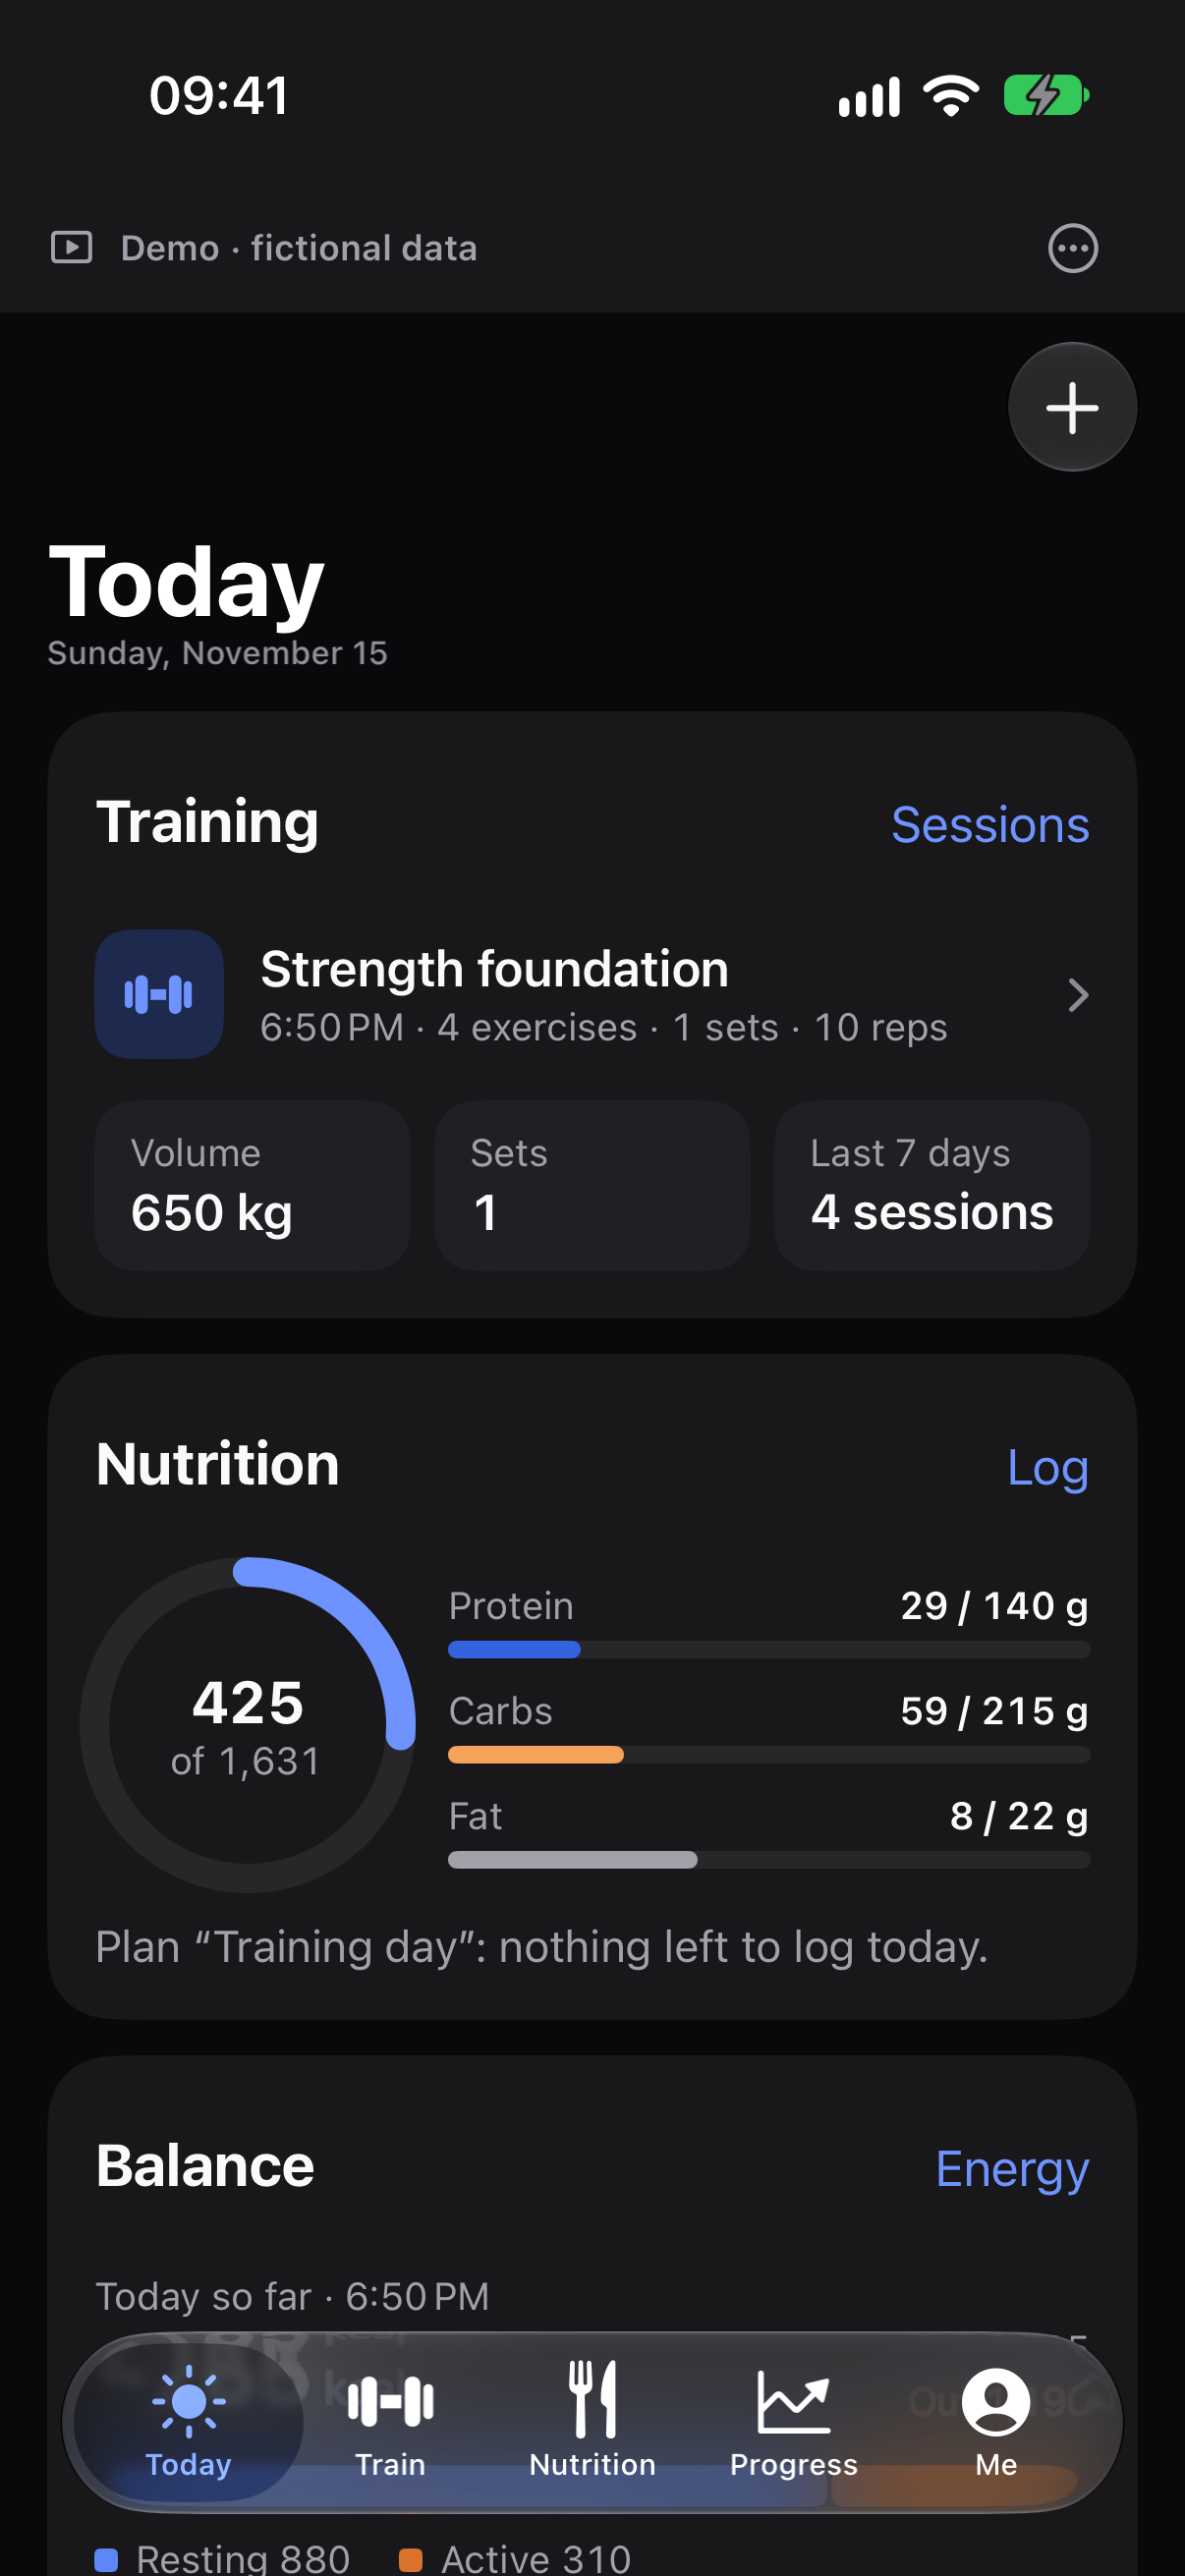 09:41
Demo · fictional data
Today
Sunday, November 15
Training
Sessions
Strength foundation
6:50 PM · 4 exercises · 1 sets · 10 reps
Volume
650 kg
Sets
1
Last 7 days
4 sessions
Nutrition
Log
425
of 1,631
Protein
29 / 140 g
Carbs
59 / 215 g
Fat
8 / 22 g
Plan “Training day”: nothing left to log today.
Balance
Energy
Today so far · 6:50 PM
Today
Train
Nutrition
Progress
Me
Resting 880
Active 310